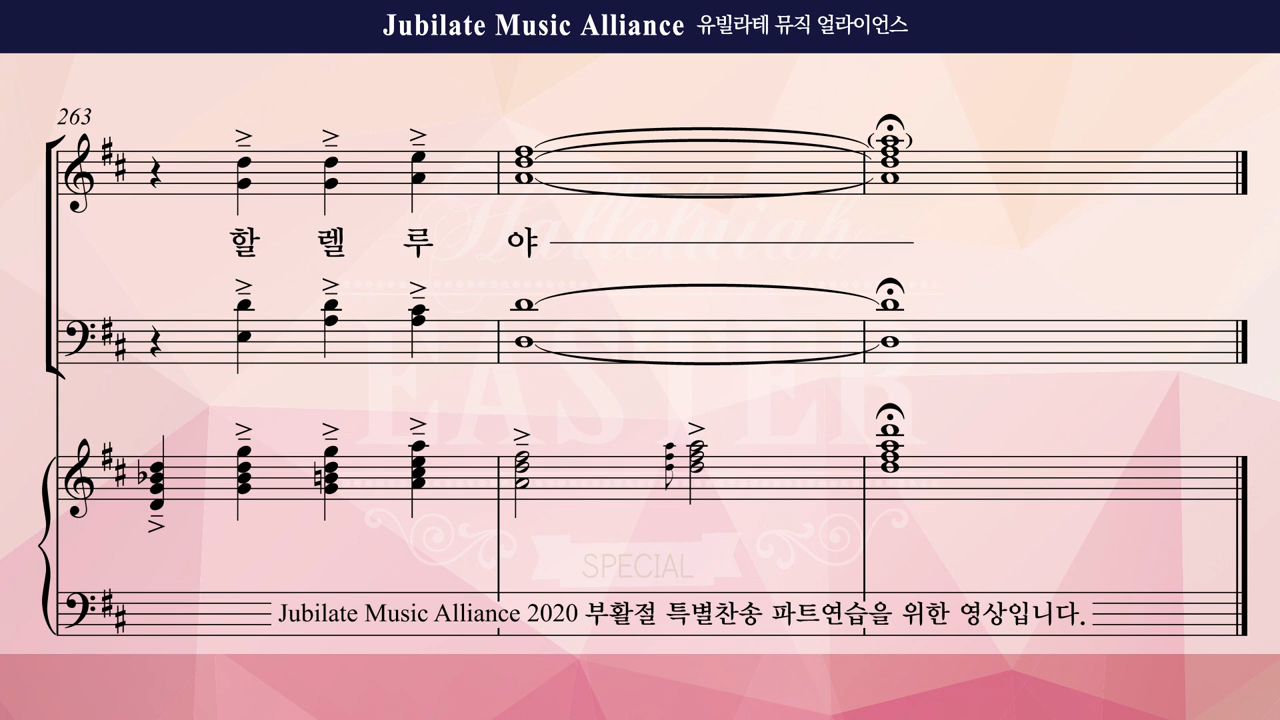 Jubilate Music Alliance 유빌라테 뮤직 얼라이언스
263
할 렐 루 야
Hallelujah
EASTER
SPECIAL
Jubilate Music Alliance 2020 부활절 특별찬송 파트연습을 위한 영상입니다.